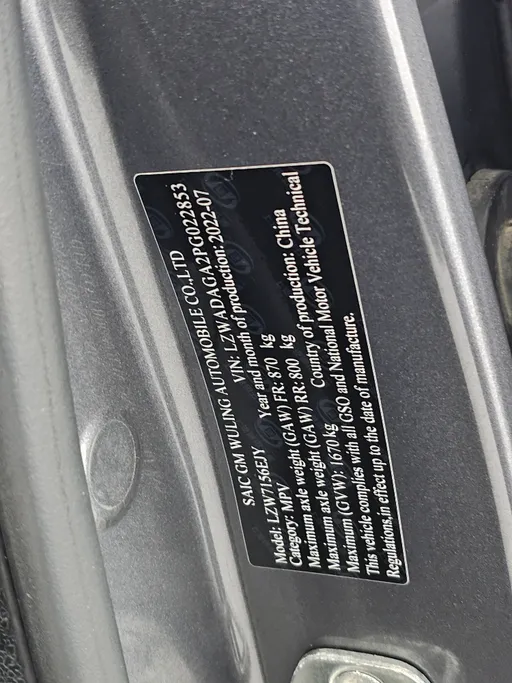 SAIC GM WULING AUTOMOBILE CO.,LTD
VIN: LZWADAGA2PG022853
Model: LZW7156EJY Year and month of production: 2022-07
Category: MPV
Maximum axle weight (GAW) FR: 870 kg
Maximum axle weight (GAW) RR: 800 kg
Maximum (GVW): 1670 kg Country of production: China
This vehicle complies with all GSO and National Motor Vehicle Technical
Regulations,in effect up to the date of manufacture.